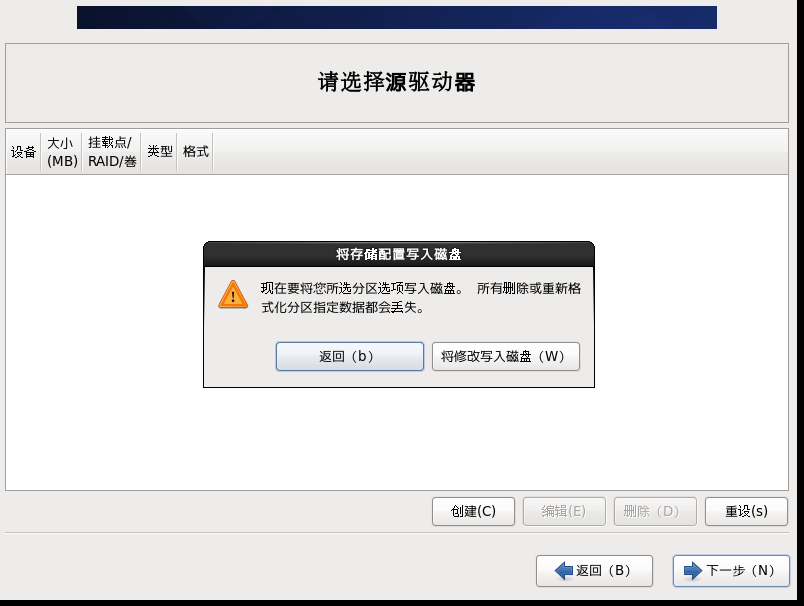 请选择源驱动器
设备
大小
(MB)
挂载点/
RAID/卷
类型
格式
将存储配置写入磁盘
现在要将您所选分区选项写入磁盘。 所有删除或重新格
式化分区指定数据都会丢失。
返回（b）
将修改写入磁盘（W）
创建(C)
编辑(E)
删除（D）
重设(s)
返回（B）
下一步（N）